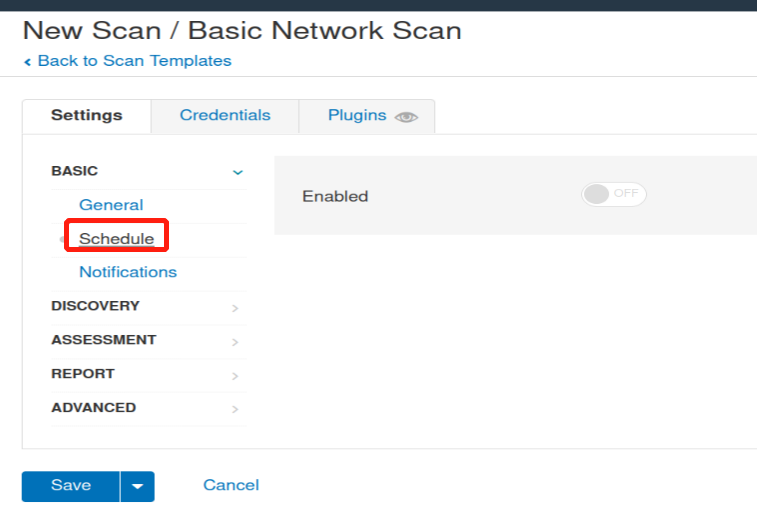 New Scan / Basic Network Scan
‹ Back to Scan Templates
Settings Credentials Plugins
BASIC
General
Schedule
Notifications
DISCOVERY
ASSESSMENT
REPORT
ADVANCED
Enabled OFF
Save Cancel